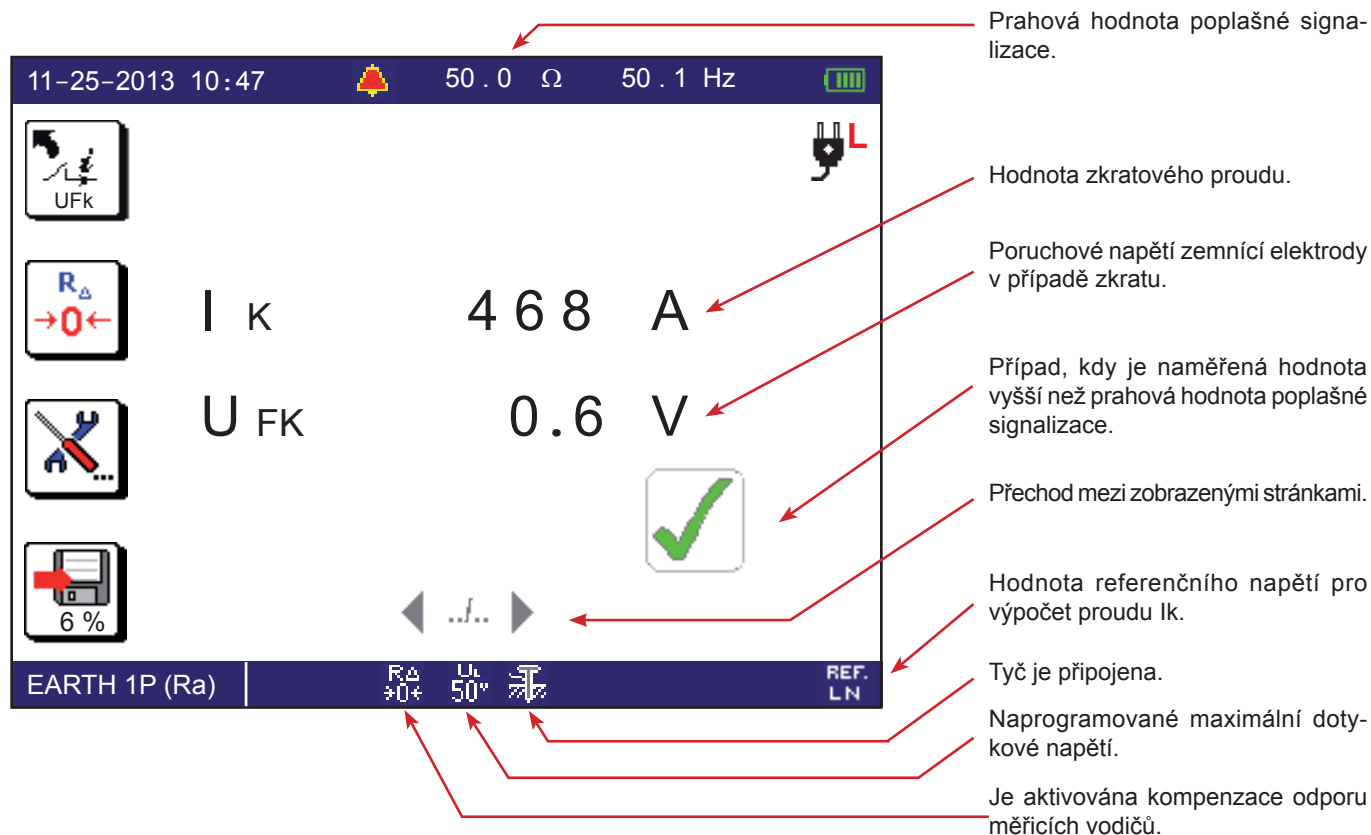 Prahová hodnota poplašné signa-
lizace.
11-25-2013 10:47 50.0 Ω 50.1 Hz
L
UFk
Hodnota zkratového proudu.
Poruchové napětí zemnící elektrody
v případě zkratu.
R△
→0←
I K 468 A
Případ, kdy je naměřená hodnota
vyšší než prahová hodnota poplašné
signalizace.
U FK 0.6 V
...
Přechod mezi zobrazenými stránkami.
6 %
../..
Hodnota referenčního napětí pro
výpočet proudu Ik.
EARTH 1P (Ra)
R△
→0←
UL
50V
REF.
LN
Tyč je připojena.
Naprogramované maximální doty-
kové napětí.
Je aktivována kompenzace odporu
měřicích vodičů.